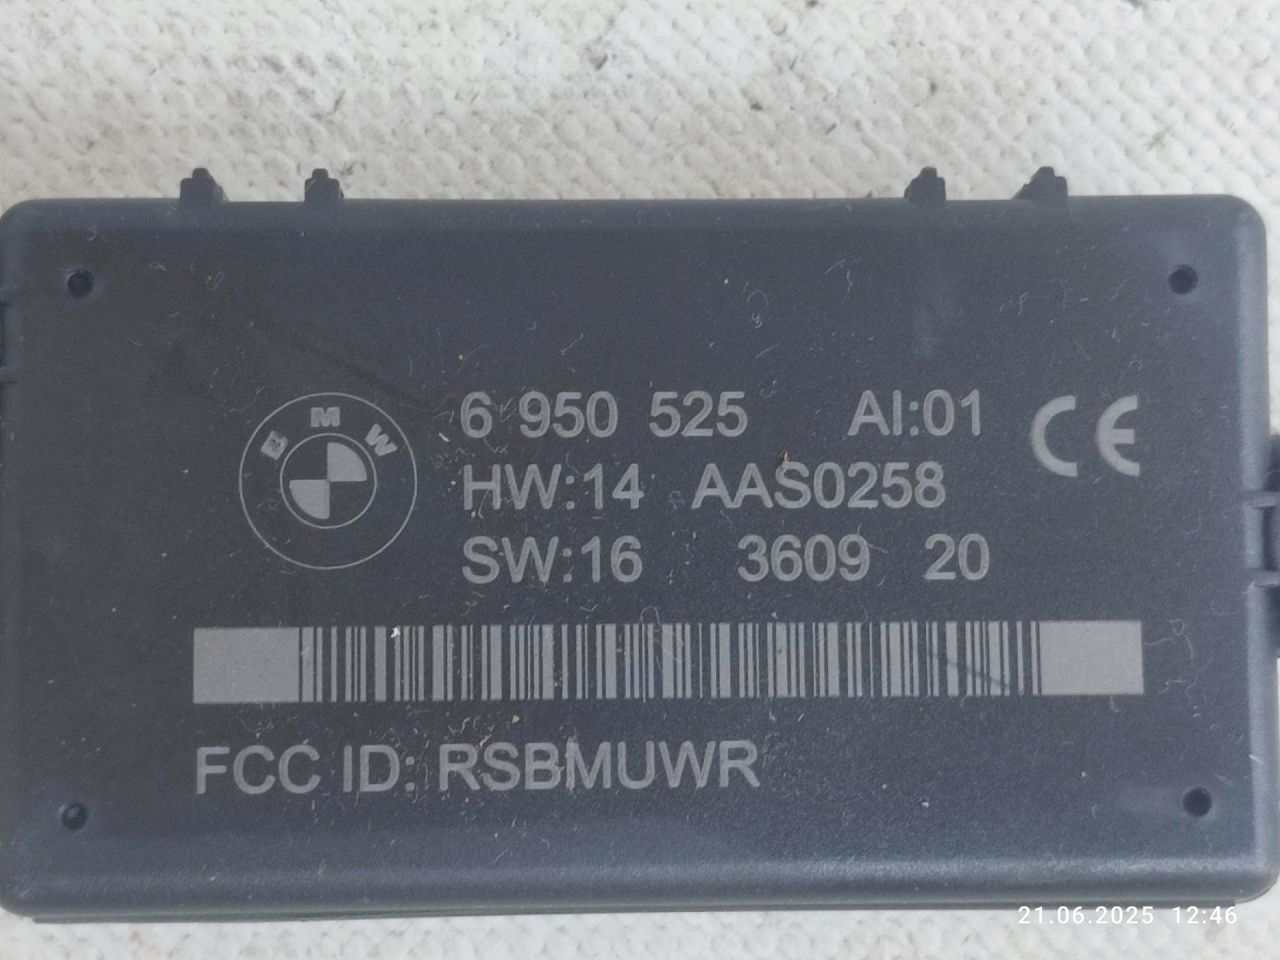 BMW
6 950 525 AI:01 CE
HW:14 AAS0258
SW:16 3609 20
FCC ID: RSBMUWR
21.06.2025 12:46